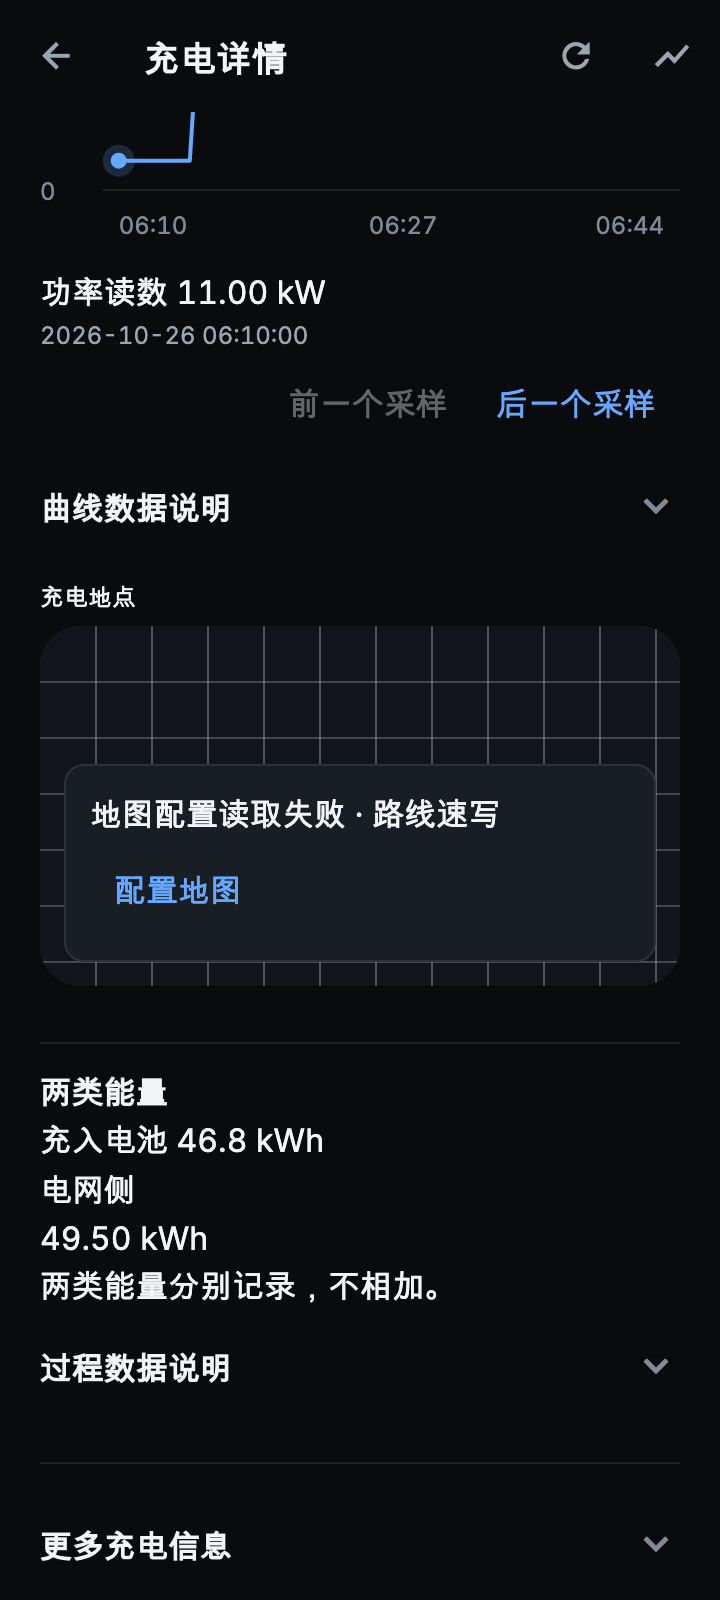 充电详情
0
06:10 06:27 06:44
功率读数 11.00 kW
2026-10-26 06:10:00
前一个采样 后一个采样
曲线数据说明
充电地点
地图配置读取失败 · 路线速写
配置地图
两类能量
充入电池 46.8 kWh
电网侧
49.50 kWh
两类能量分别记录，不相加。
过程数据说明
更多充电信息